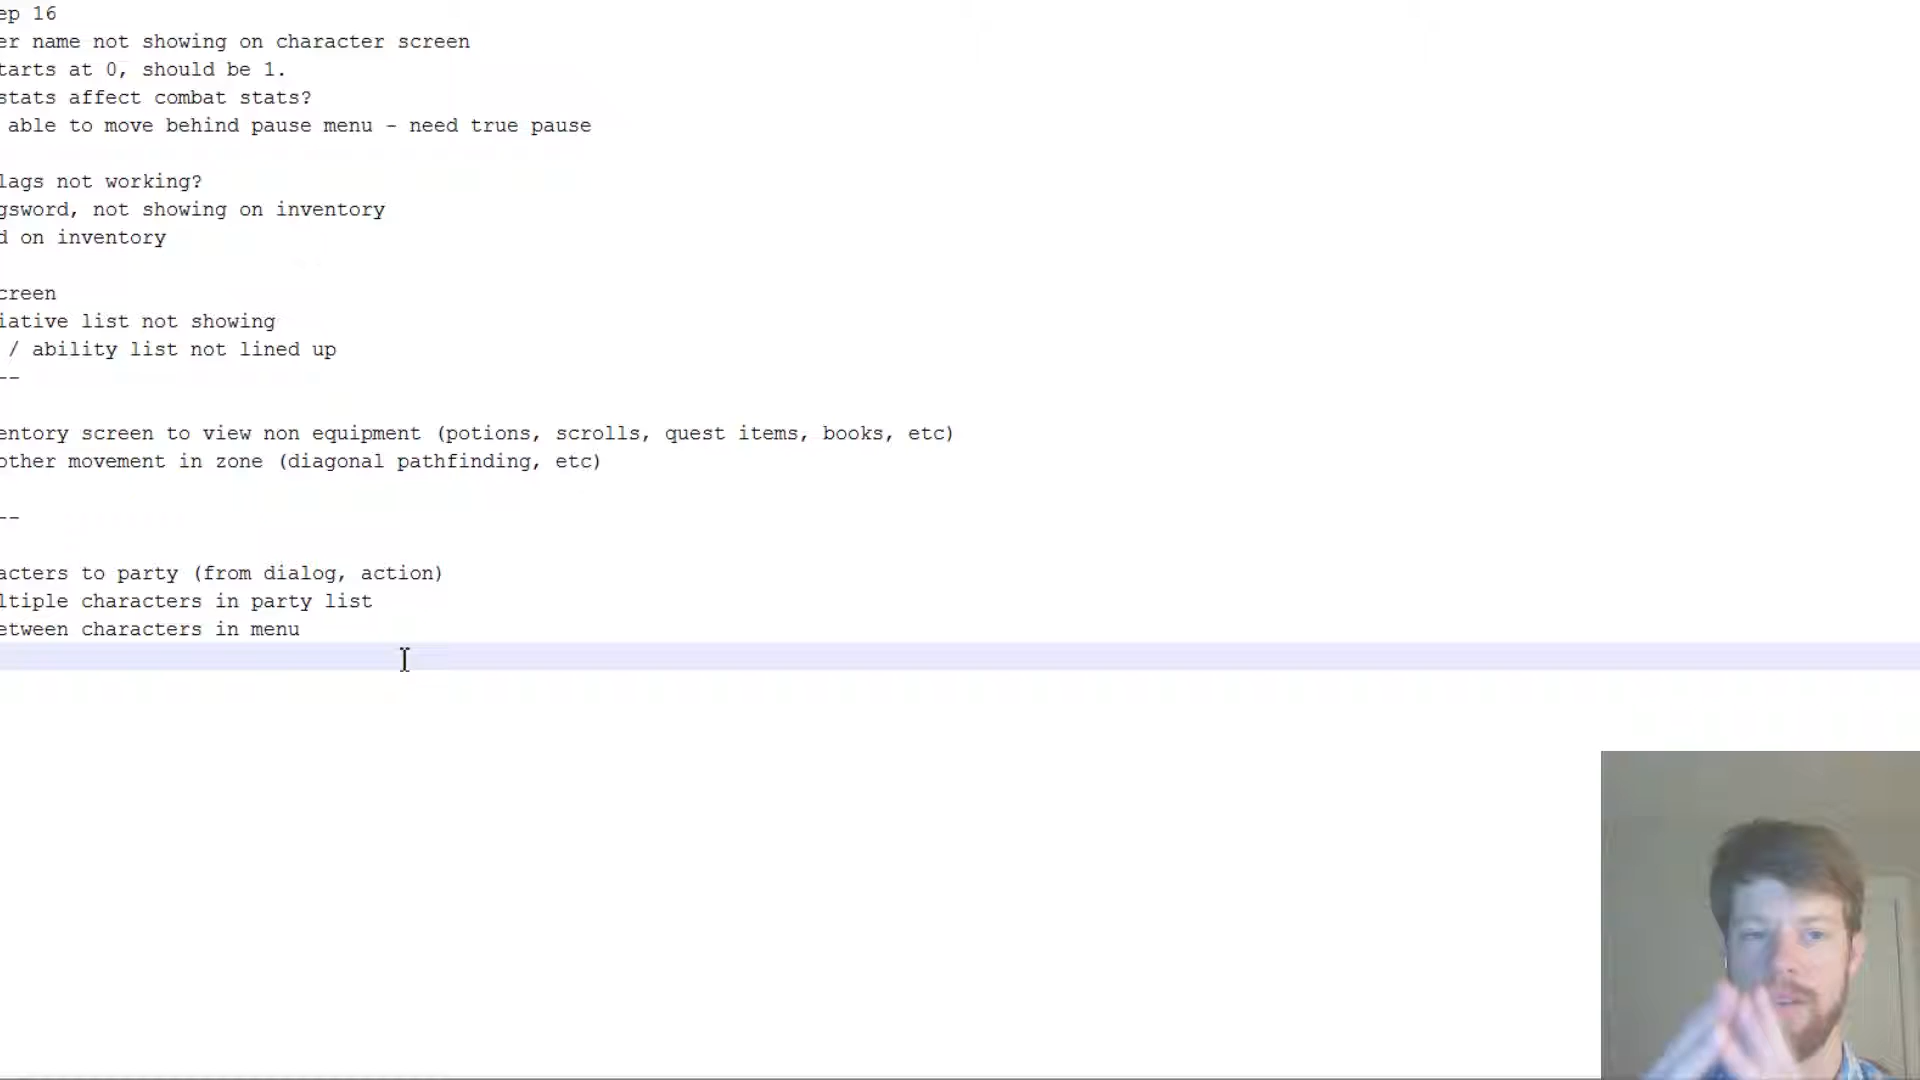 ep 16
er name not showing on character screen
tarts at 0, should be 1.
stats affect combat stats?
able to move behind pause menu - need true pause
lags not working?
gsword, not showing on inventory
d on inventory
creen
iative list not showing
/ ability list not lined up
--
entory screen to view non equipment (potions, scrolls, quest items, books, etc)
other movement in zone (diagonal pathfinding, etc)
--
acters to party (from dialog, action)
ltiple characters in party list
etween characters in menu